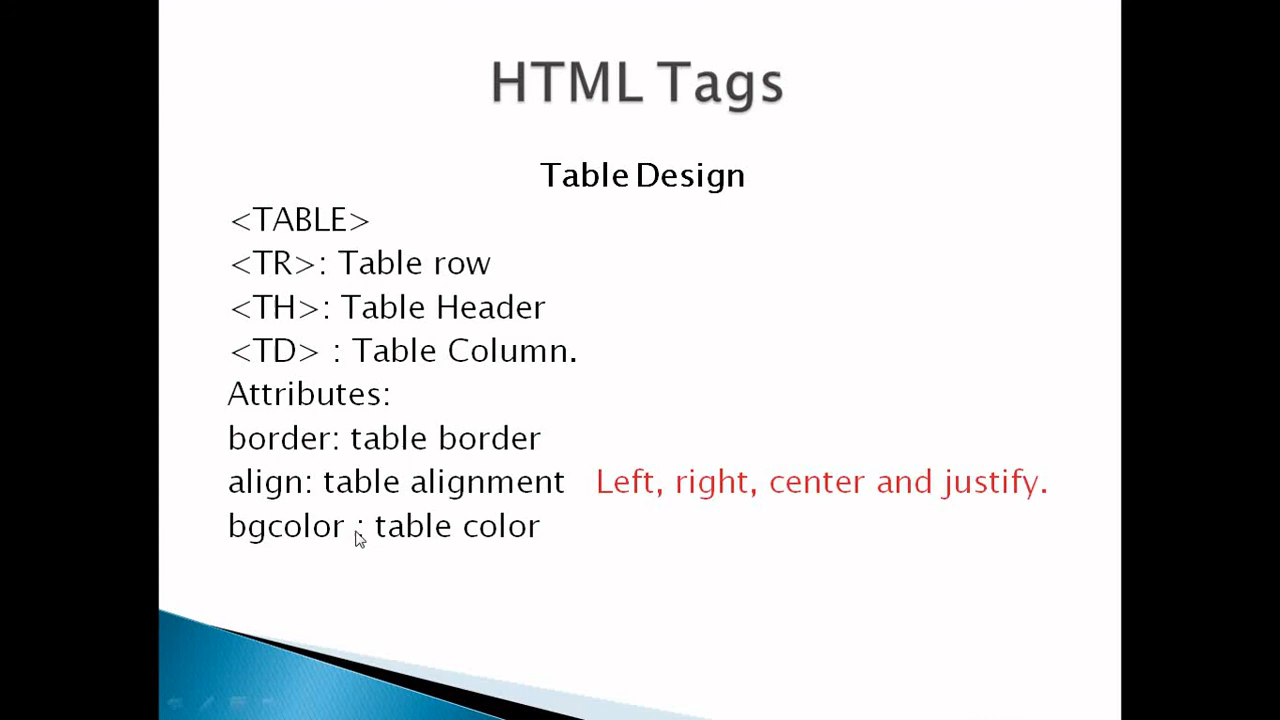 HTML Tags
Table Design
<TABLE>
<TR>: Table row
<TH>: Table Header
<TD> : Table Column.
Attributes:
border: table border
align: table alignment   Left, right, center and justify.
bgcolor : table color